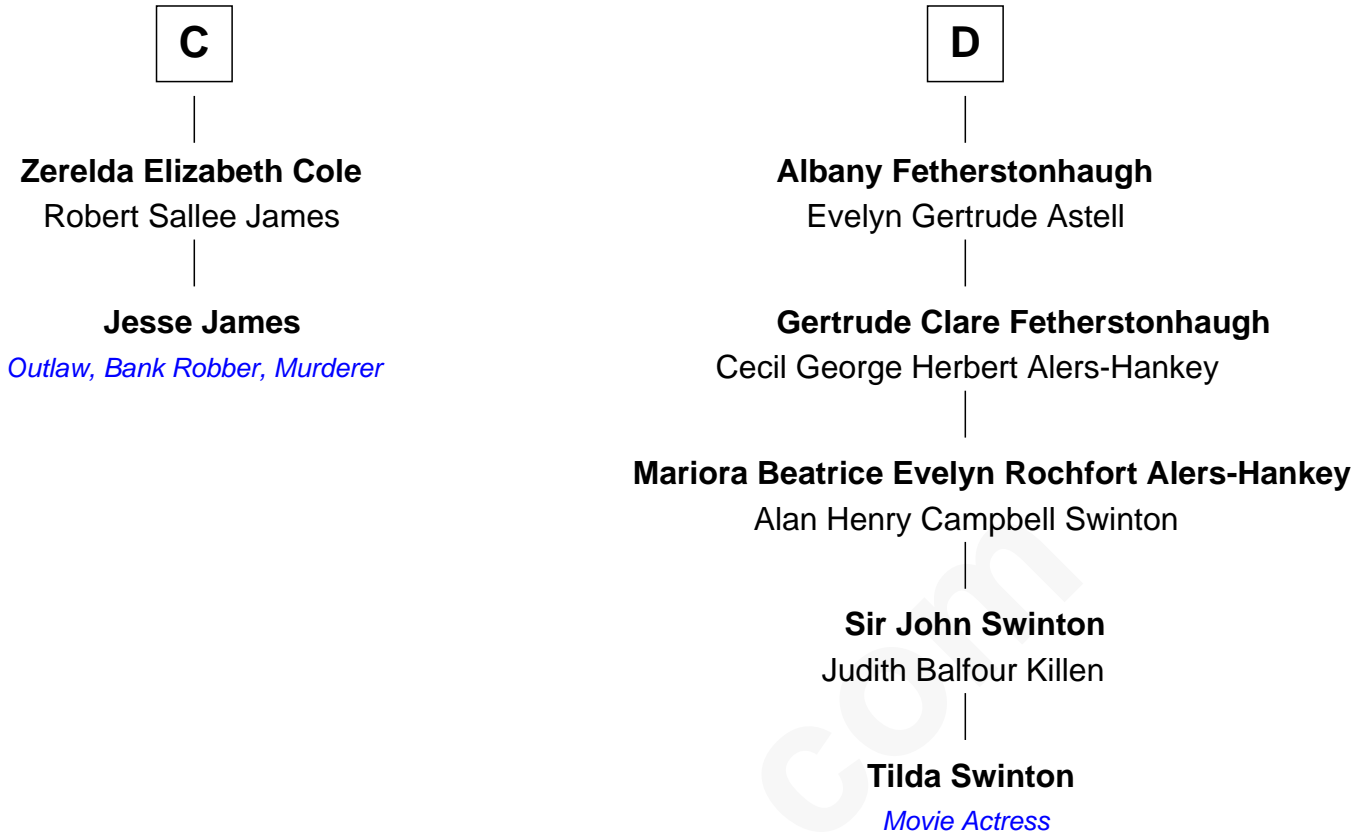 C
Zerelda Elizabeth Cole
Robert Sallee James
Jesse James
Outlaw, Bank Robber, Murderer
D
Albany Fetherstonhaugh
Evelyn Gertrude Astell
Gertrude Clare Fetherstonhaugh
Cecil George Herbert Alers-Hankey
Mariora Beatrice Evelyn Rochfort Alers-Hankey
Alan Henry Campbell Swinton
Sir John Swinton
Judith Balfour Killen
Tilda Swinton
Movie Actress
com